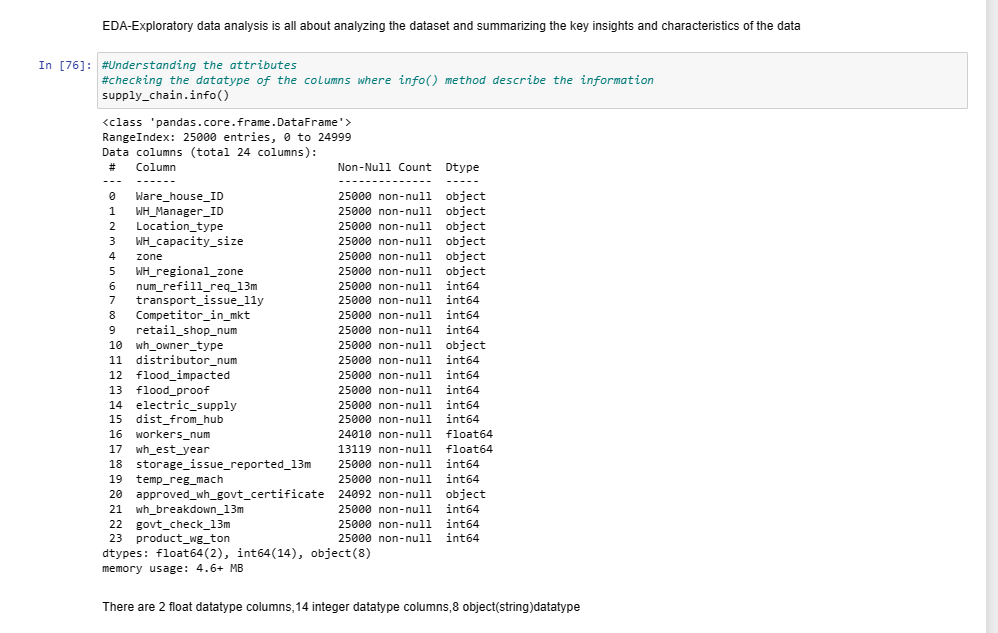 EDA-Exploratory data analysis is all about analyzing the dataset and summarizing the key insights and characteristics of the data
In [76]: #Understanding the attributes
#checking the datatype of the columns where info() method describe the information
supply_chain.info()
<class 'pandas.core.frame.DataFrame'>
RangeIndex: 25000 entries, 0 to 24999
Data columns (total 24 columns):
#   Column                     Non-Null Count  Dtype
---  ------                     --------------  -----
0   Ware_house_ID              25000 non-null  object
1   WH_Manager_ID              25000 non-null  object
2   Location_type              25000 non-null  object
3   WH_capacity_size           25000 non-null  object
4   zone                       25000 non-null  object
5   WH_regional_zone           25000 non-null  object
6   num_refill_req_l3m         25000 non-null  int64
7   transport_issue_l1y        25000 non-null  int64
8   Competitor_in_mkt          25000 non-null  int64
9   retail_shop_num            25000 non-null  int64
10  wh_owner_type              25000 non-null  object
11  distributor_num            25000 non-null  int64
12  flood_impacted             25000 non-null  int64
13  flood_proof                25000 non-null  int64
14  electric_supply            25000 non-null  int64
15  dist_from_hub              25000 non-null  int64
16  workers_num                24010 non-null  float64
17  wh_est_year                13119 non-null  float64
18  storage_issue_reported_l3m 25000 non-null  int64
19  temp_reg_mach              25000 non-null  int64
20  approved_wh_govt_certificate 24092 non-null  object
21  wh_breakdown_l3m           25000 non-null  int64
22  govt_check_l3m             25000 non-null  int64
23  product_wg_ton             25000 non-null  int64
dtypes: float64(2), int64(14), object(8)
memory usage: 4.6+ MB
There are 2 float datatype columns,14 integer datatype columns,8 object(string)datatype